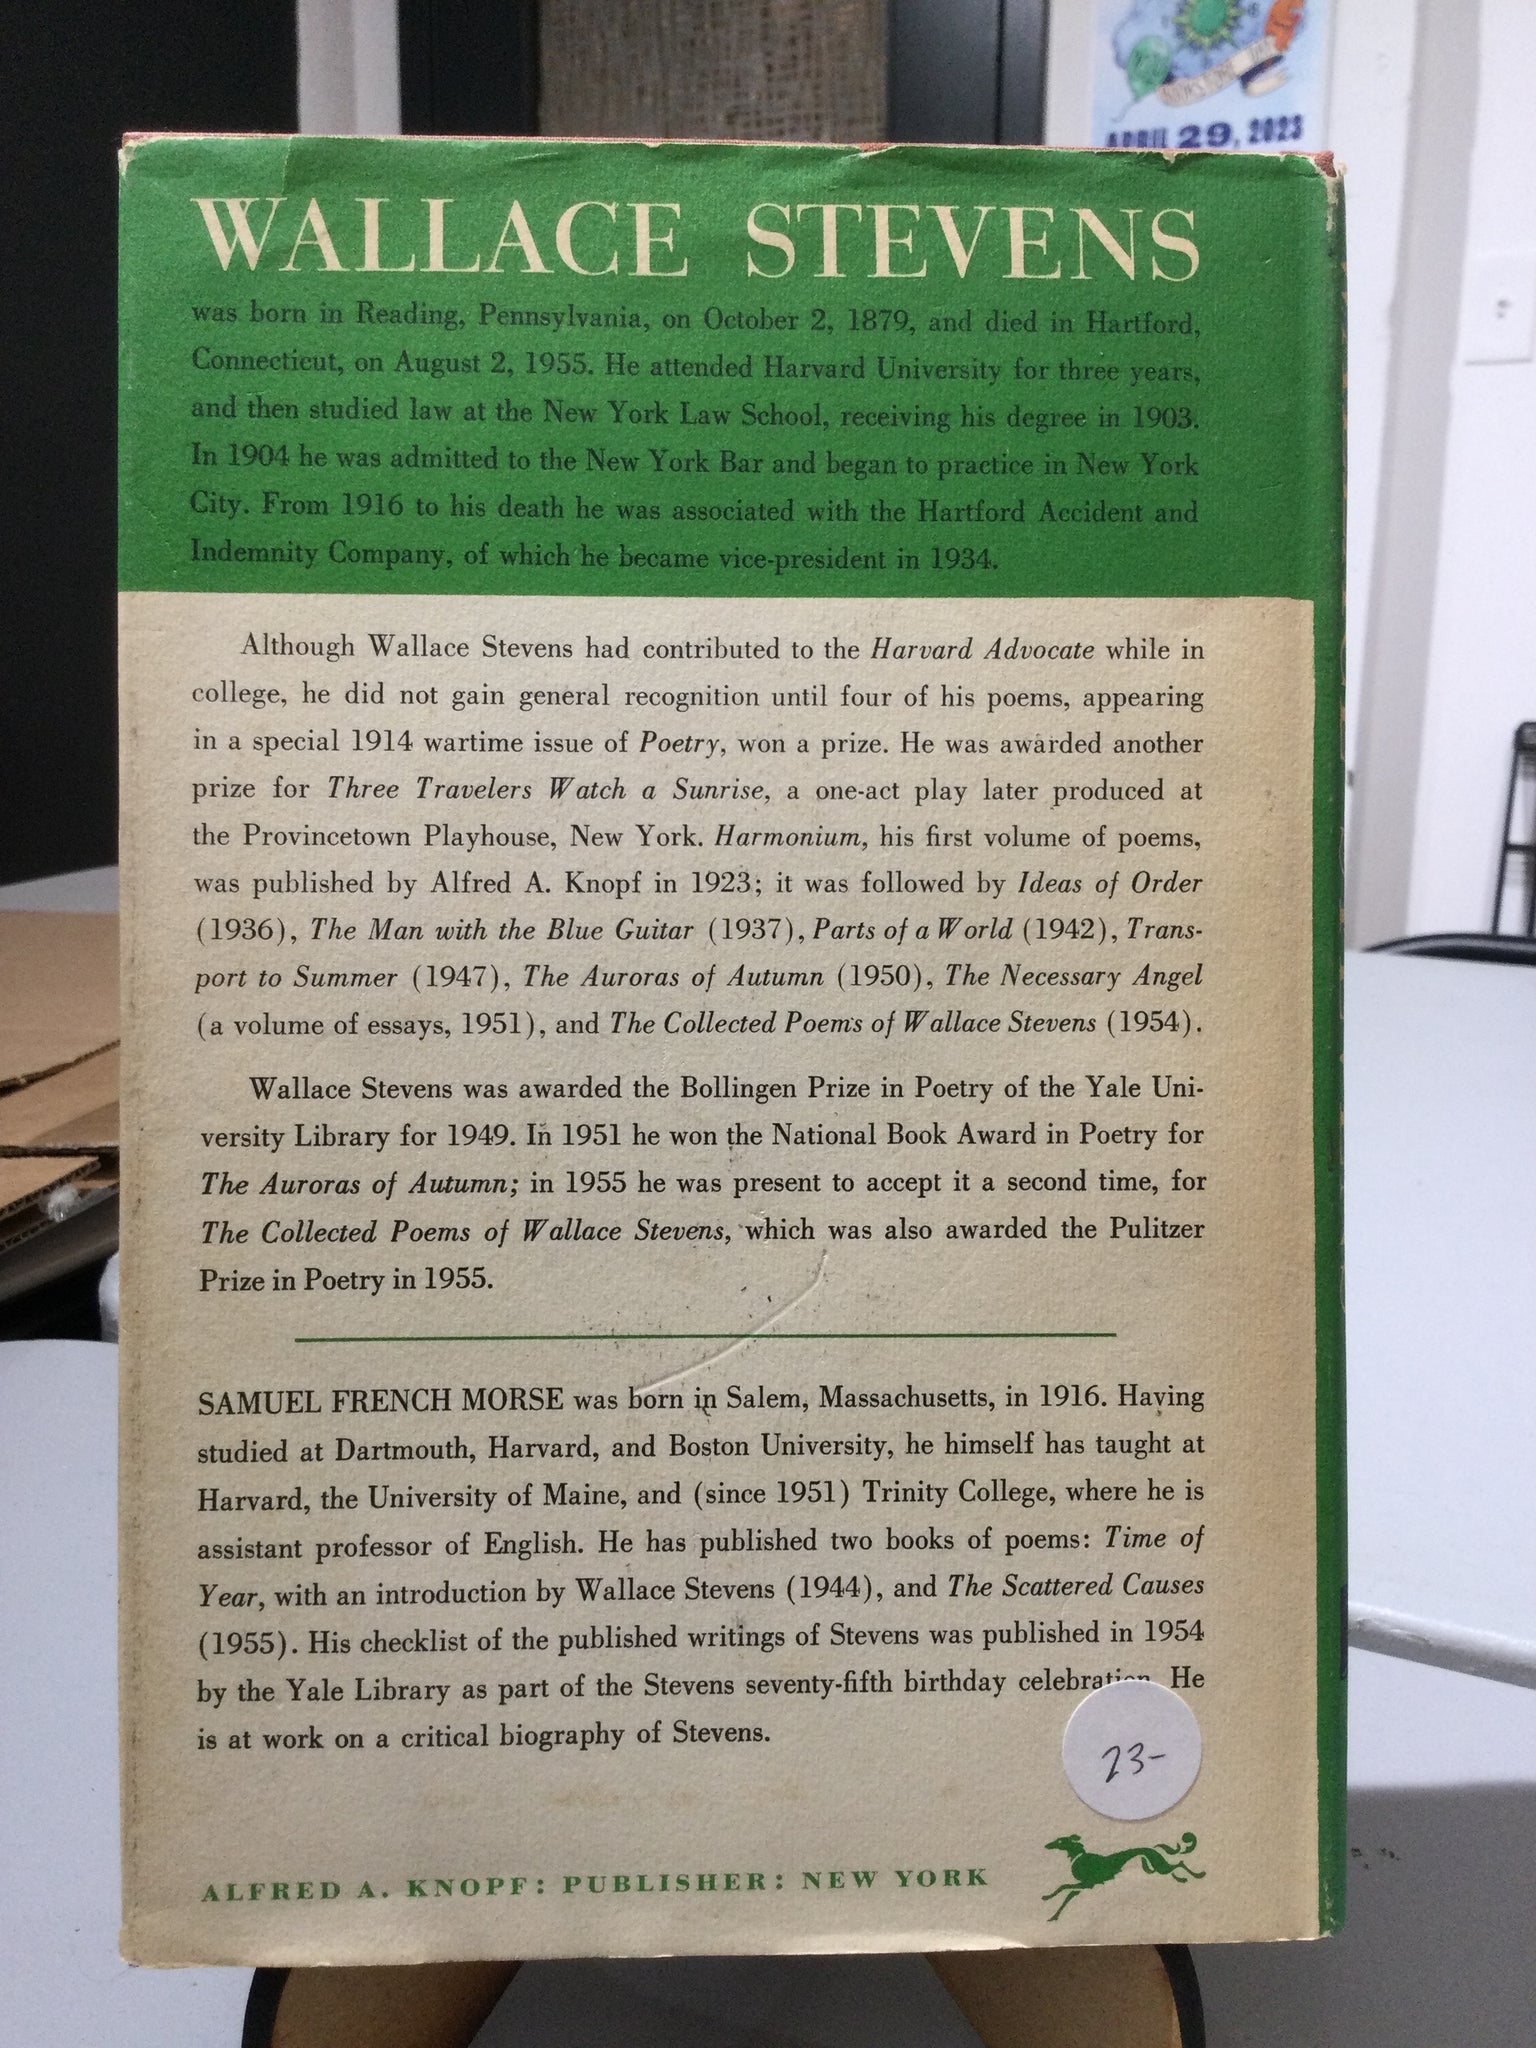 APRIL 29, 2023
WALLACE STEVENS
was born in Reading, Pennsylvania, on October 2, 1879, and died in Hartford,
Connecticut, on August 2, 1955. He attended Harvard University for three years,
and then studied law at the New York Law School, receiving his degree in 1903.
In 1904 he was admitted to the New York Bar and began to practice in New York
City. From 1916 to his death he was associated with the Hartford Accident and
Indemnity Company, of which he became vice-president in 1934.
Although Wallace Stevens had contributed to the Harvard Advocate while in
college, he did not gain general recognition until four of his poems, appearing
in a special 1914 wartime issue of Poetry, won a prize. He was awarded another
prize for Three Travelers Watch a Sunrise, a one-act play later produced at
the Provincetown Playhouse, New York. Harmonium, his first volume of poems,
was published by Alfred A. Knopf in 1923; it was followed by Ideas of Order
(1936), The Man with the Blue Guitar (1937), Parts of a World (1942), Trans-
port to Summer (1947), The Auroras of Autumn (1950), The Necessary Angel
(a volume of essays, 1951), and The Collected Poems of Wallace Stevens (1954).
Wallace Stevens was awarded the Bollingen Prize in Poetry of the Yale Uni-
versity Library for 1949. In 1951 he won the National Book Award in Poetry for
The Auroras of Autumn; in 1955 he was present to accept it a second time, for
The Collected Poems of Wallace Stevens, which was also awarded the Pulitzer
Prize in Poetry in 1955.
SAMUEL FRENCH MORSE was born in Salem, Massachusetts, in 1916. Having
studied at Dartmouth, Harvard, and Boston University, he himself has taught at
Harvard, the University of Maine, and (since 1951) Trinity College, where he is
assistant professor of English. He has published two books of poems: Time of
Year, with an introduction by Wallace Stevens (1944), and The Scattered Causes
(1955). His checklist of the published writings of Stevens was published in 1954
by the Yale Library as part of the Stevens seventy-fifth birthday celebration. He
is at work on a critical biography of Stevens.
23-
ALFRED A. KNOPF: PUBLISHER: NEW YORK